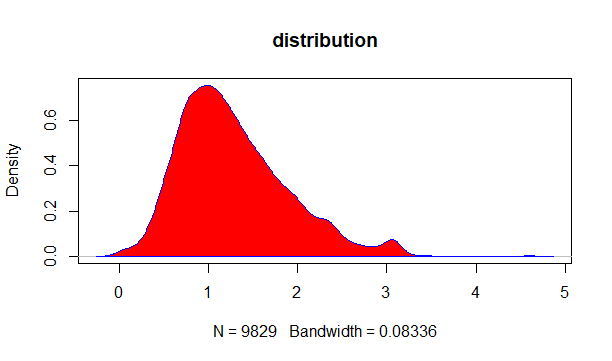 distribution
Density
0.0 0.2 0.4 0.6
0 1 2 3 4 5
N = 9829 Bandwidth = 0.08336